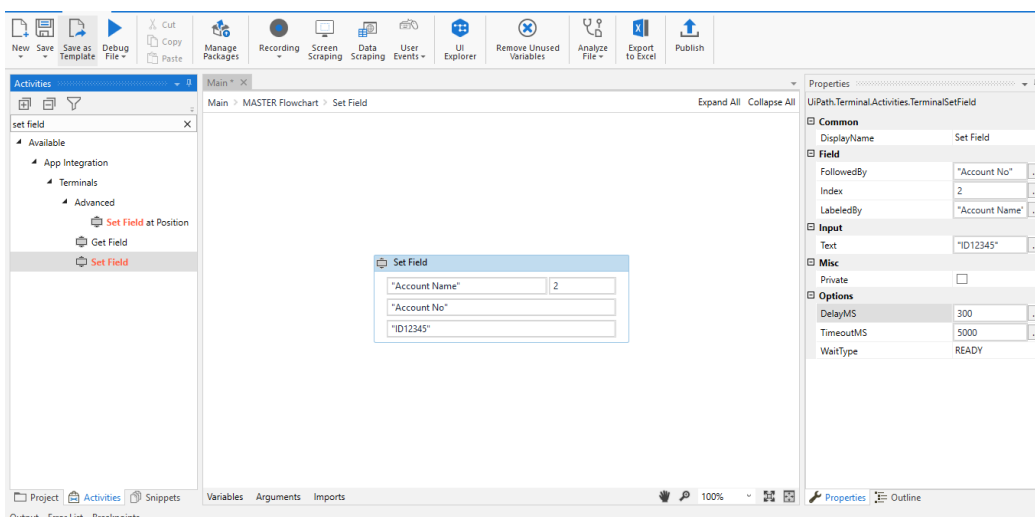 New Save Save as Template Debug File Cut Copy Paste Manage Packages Recording Screen Scraping Data Scraping User Events UI Explorer Remove Unused Variables Analyze File Export to Excel Publish
Activities
set field
Available
App Integration
Terminals
Advanced
Set Field at Position
Get Field
Set Field
Project Activities Snippets
Main *
Main > MASTER Flowchart > Set Field Expand All Collapse All
Set Field
"Account Name" 2
"Account No"
"ID12345"
Variables Arguments Imports 100%
Properties
UiPath.Terminal.Activities.TerminalSetField
Common
DisplayName Set Field
Field
FollowedBy "Account No" ...
Index 2 ...
LabeledBy "Account Name" ...
Input
Text "ID12345" ...
Misc
Private
Options
DelayMS 300 ...
TimeoutMS 5000 ...
WaitType READY
Properties Outline
Output Error List Breakpoints